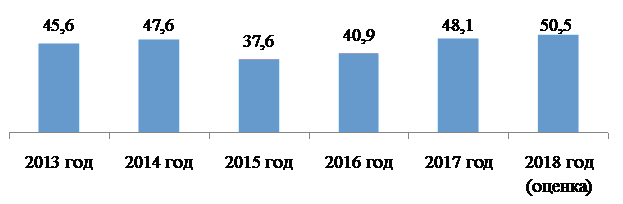 45,6 47,6 37,6 40,9 48,1 50,5
2013 год 2014 год 2015 год 2016 год 2017 год 2018 год
(оценка)